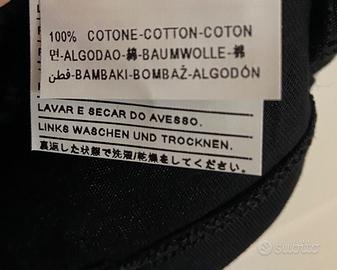 100% COTONE-COTTON-COTON
면-ALGODAO-綿-BAUMWOLLE-棉
قطن-BAMBAKI-BOMBAŽ-ALGODÓN
LAVAR E SECAR DO AVESSO.
LINKS WASCHEN UND TROCKNEN.
裏返した状態で洗濯/乾燥をしてください。
subito